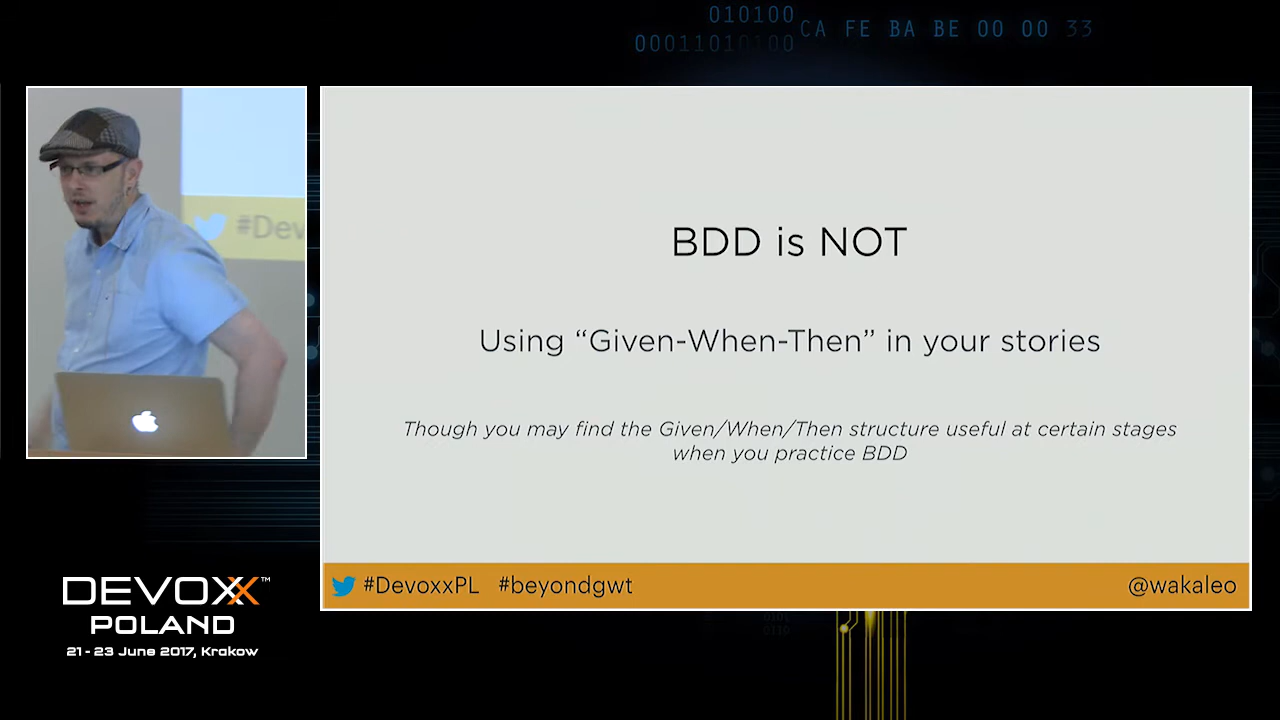 010100
00011010100
CA FE BA BE 00 00 33
#Dev
BDD is NOT
Using “Given-When-Then” in your stories
Though you may find the Given/When/Then structure useful at certain stages
when you practice BDD
#DevoxxPL #beyondgwt
@wakaleo
DEVOXX™
POLAND
21 - 23 June 2017, Krakow